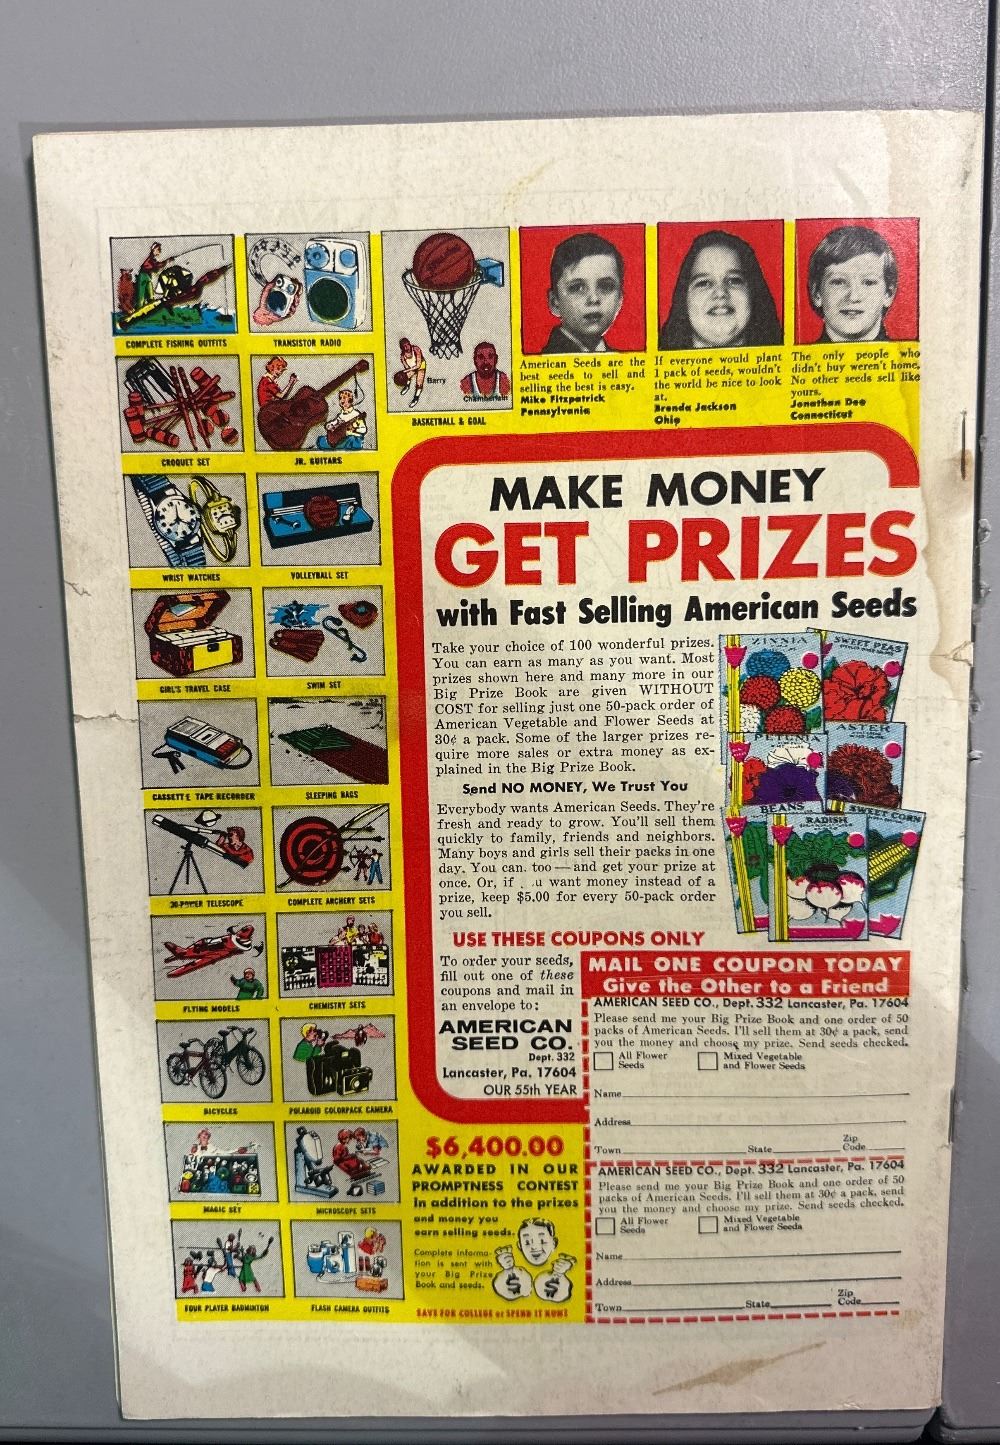 COMPLETE FISHING OUTFITS
TRANSISTOR RADIO
Barry
Chamberlain
BASKETBALL & GOAL
CROQUET SET
JR. GUITARS
WRIST WATCHES
VOLLEYBALL SET
GIRL'S TRAVEL CASE
SWIM SET
CASSETTE TAPE RECORDER
SLEEPING BAGS
30-POWER TELESCOPE
COMPLETE ARCHERY SETS
FLYING MODELS
CHEMISTRY SETS
BICYCLES
POLAROID COLORPACK CAMERA
MAGIC SET
MICROSCOPE SETS
FOUR PLAYER BADMINTON
FLASH CAMERA OUTFITS
American Seeds are the
best seeds to sell and
selling the best is easy.
Mike Fitzpatrick
Pennsylvania
If everyone would plant
1 pack of seeds, wouldn't
the world be nice to look
at.
Brenda Jackson
Ohio
The only people who
didn't buy weren't home.
No other seeds sell like
yours.
Jonathan Dee
Connecticut
MAKE MONEY
GET PRIZES
with Fast Selling American Seeds
Take your choice of 100 wonderful prizes.
You can earn as many as you want. Most
prizes shown here and many more in our
Big Prize Book are given WITHOUT
COST for selling just one 50-pack order of
American Vegetable and Flower Seeds at
30¢ a pack. Some of the larger prizes re-
quire more sales or extra money as ex-
plained in the Big Prize Book.
Send NO MONEY, We Trust You
Everybody wants American Seeds. They're
fresh and ready to grow. You'll sell them
quickly to family, friends and neighbors.
Many boys and girls sell their packs in one
day. You can. too — and get your prize at
once. Or, if . .u want money instead of a
prize, keep $5.00 for every 50-pack order
you sell.
ZINNIA
SWEET PEAS
PETUNIA
ASTER
BEANS
RADISH
SWEET CORN
USE THESE COUPONS ONLY
To order your seeds,
fill out one of these
coupons and mail in
an envelope to:
AMERICAN
SEED CO.
Dept. 332
Lancaster, Pa. 17604
OUR 55th YEAR
MAIL ONE COUPON TODAY
Give the Other to a Friend
AMERICAN SEED CO., Dept. 332 Lancaster, Pa. 17604
Please send me your Big Prize Book and one order of 50
packs of American Seeds. I'll sell them at 30¢ a pack, send
you the money and choose my prize. Send seeds checked.
All Flower Seeds
Mixed Vegetable and Flower Seeds
Name
Address
Town State Zip Code
AMERICAN SEED CO., Dept. 332 Lancaster, Pa. 17604
Please send me your Big Prize Book and one order of 50
packs of American Seeds. I'll sell them at 30¢ a pack, send
you the money and choose my prize. Send seeds checked.
All Flower Seeds
Mixed Vegetable and Flower Seeds
Name
Address
Town State Zip Code
$6,400.00
AWARDED IN OUR
PROMPTNESS CONTEST
In addition to the prizes
and money you
earn selling seeds.
Complete informa-
tion is sent with
your Big Prize
Book and seeds.
$ $
SAVE FOR COLLEGE or SPEND IT NOW!